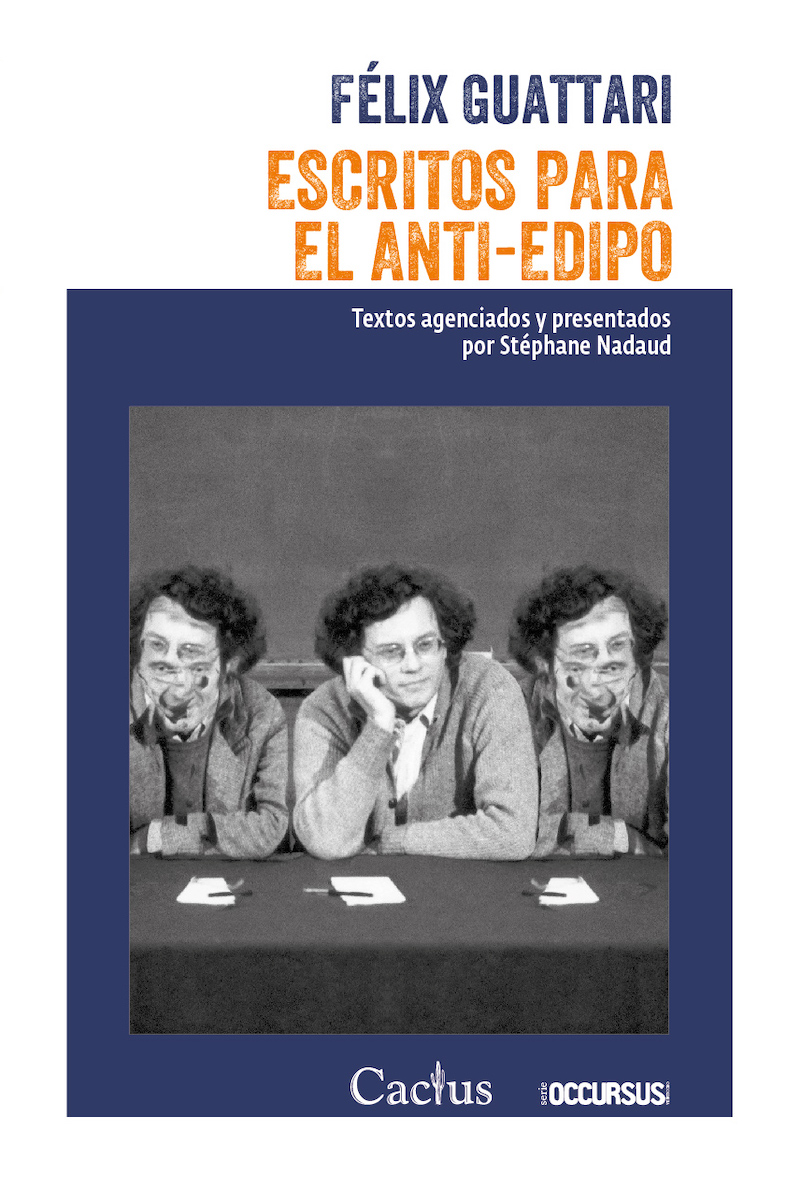 FÉLIX GUATTARI
ESCRITOS PARA
EL ANTI-EDIPO
Textos agenciados y presentados
por Stéphane Nadaud
Cactus
serie OCCURSUS